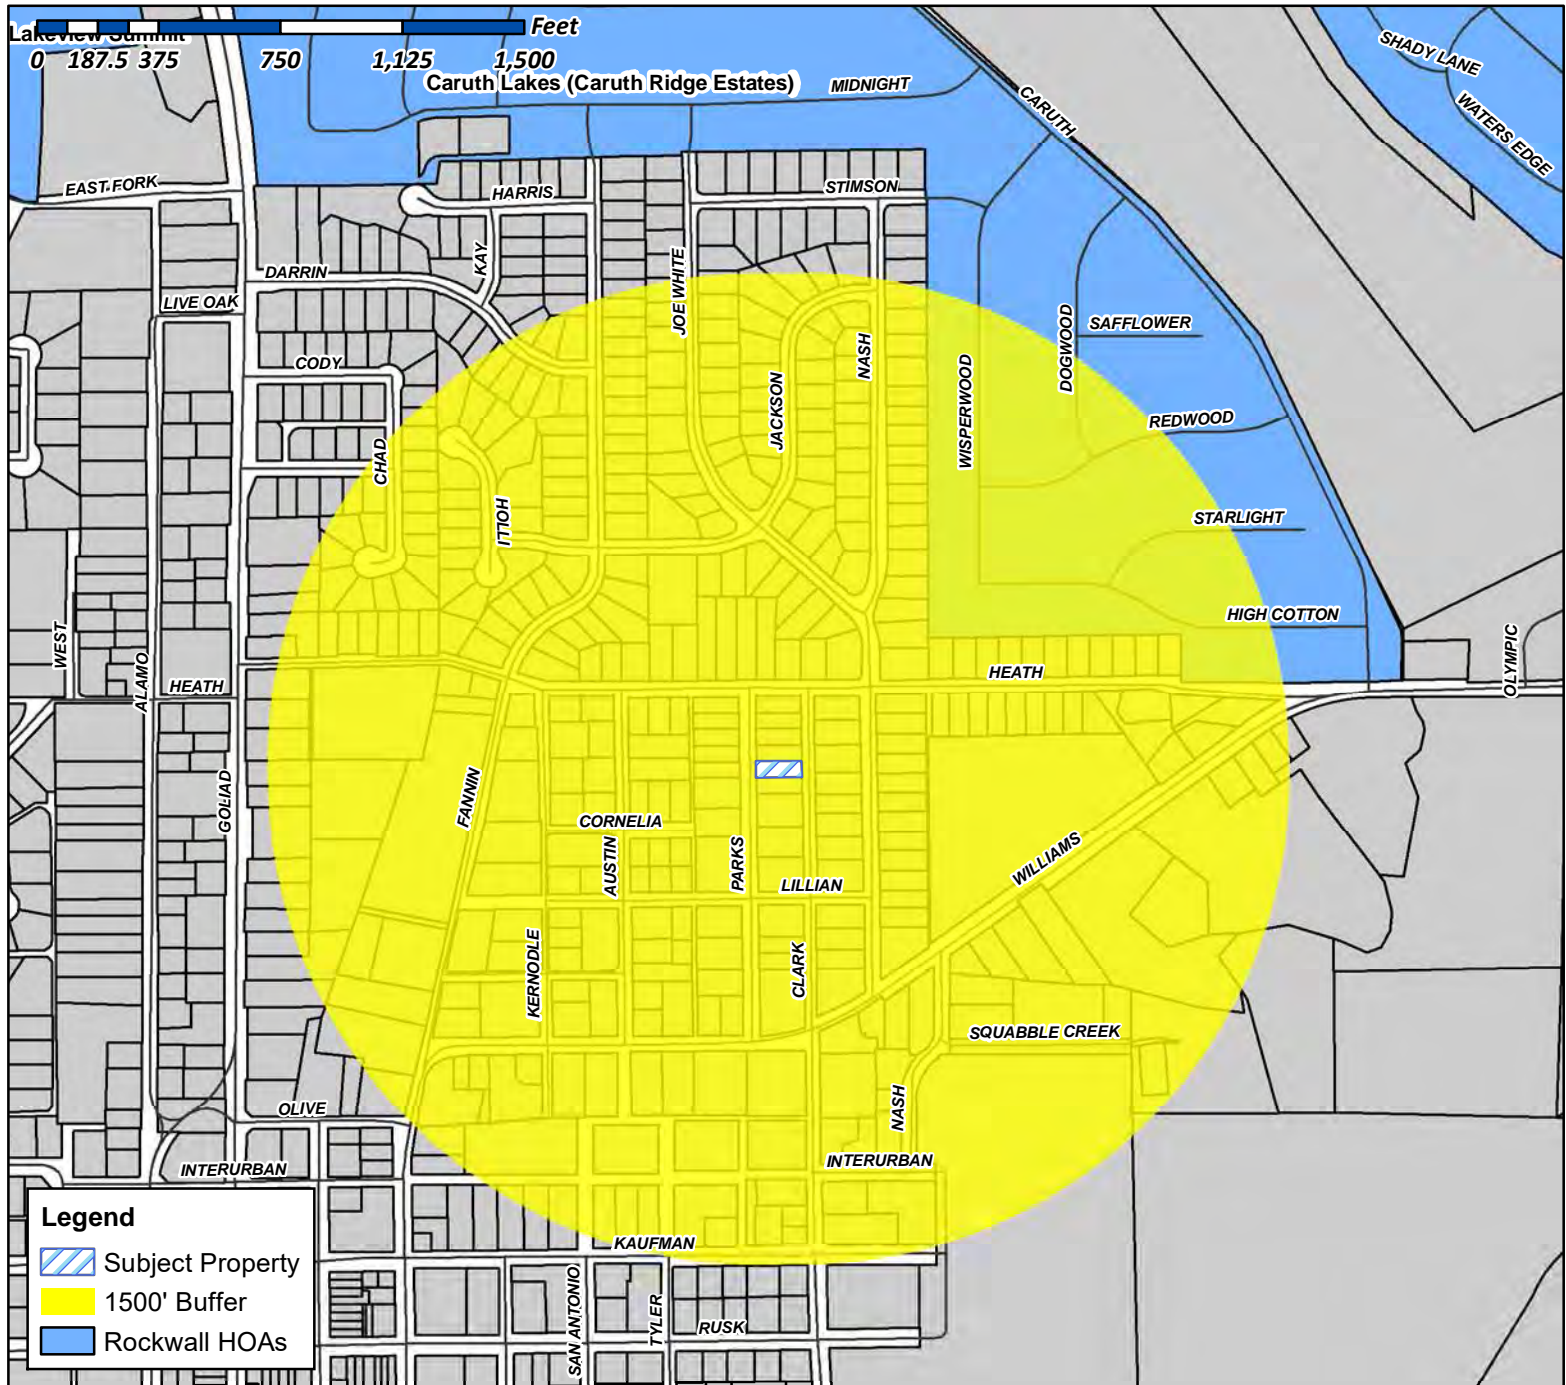 Lakeview Summit
Feet
0 187.5 375 750 1,125 1,500
Caruth Lakes (Caruth Ridge Estates)
MIDNIGHT
CARUTH
SHADY LANE
WATERS EDGE
EAST FORK
HARRIS
STIMSON
KAY
JOE WHITE
DARRIN
LIVE OAK
CODY
CHAD
HOLLI
JACKSON
NASH
WISPERWOOD
DOGWOOD
SAFFLOWER
REDWOOD
STARLIGHT
HIGH COTTON
WEST
ALAMO
HEATH
HEATH
OLYMPIC
GOLIAD
FANNIN
CORNELIA
AUSTIN
PARKS
LILLIAN
WILLIAMS
KERNODLE
CLARK
SQUABBLE CREEK
NASH
OLIVE
INTERURBAN
INTERURBAN
KAUFMAN
SAN ANTONIO
TYLER
RUSK
Legend
Subject Property
1500' Buffer
Rockwall HOAs